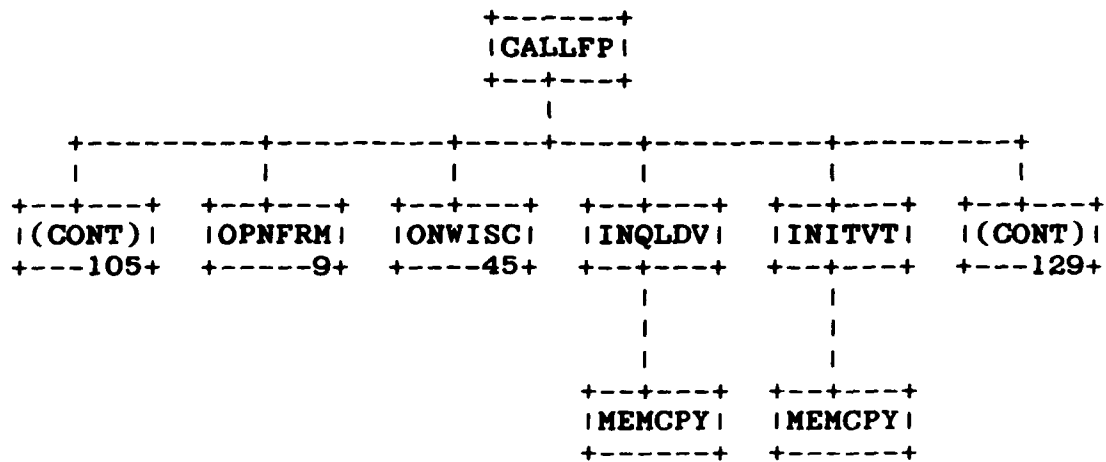 +-------+
|CALLFP|
+--+----+
|
+---------+---------+-----+----+---------+---------+
| | | | | |
+--+----+ +--+----+ +--+----+ +--+----+ +--+----+ +--+----+
|(CONT)| |OPNFRM| |ONWISC| |INQLDV| |INITVT| |(CONT)|
+---105+ +-----9+ +----45+ +--+----+ +--+----+ +---129+
| |
| |
| |
+--+----+ +--+----+
|MEMCPY| |MEMCPY|
+-------+ +-------+